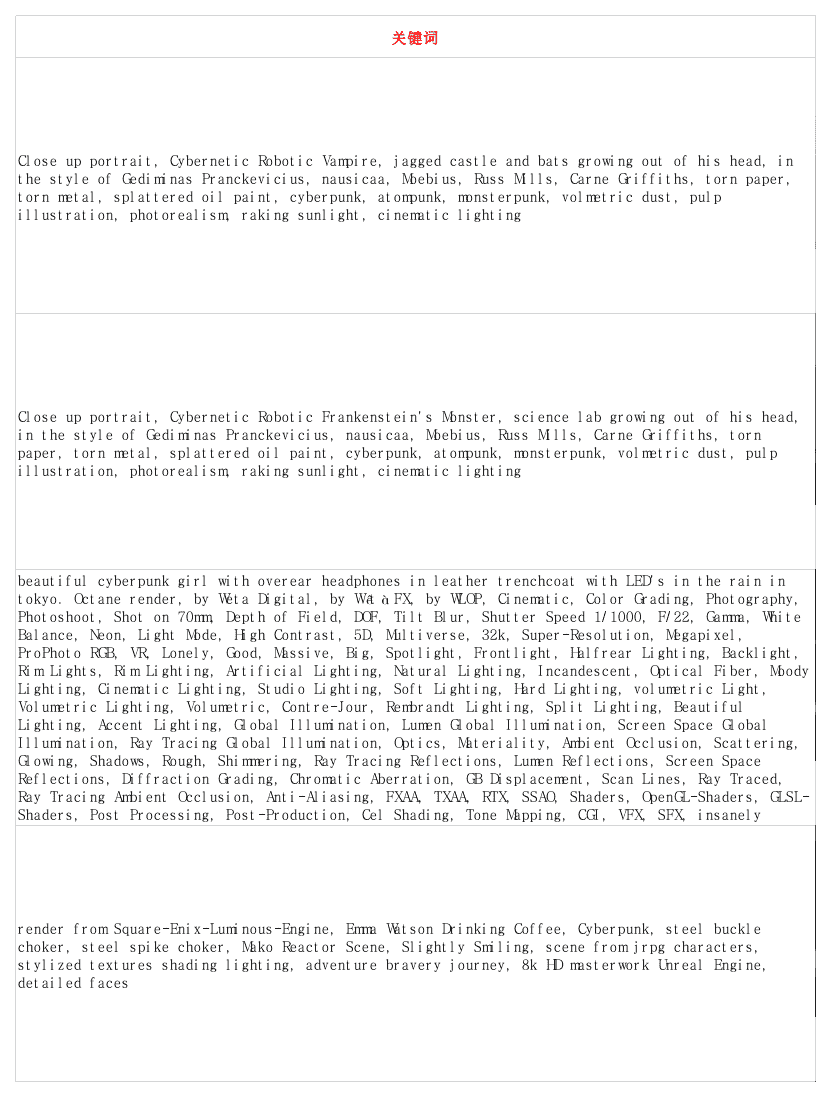 关键词
Close up portrait, Cybernetic Robotic Vampire, jagged castle and bats growing out of his head, in
the style of Gediminas Pranckevicius, nausicaa, Moebius, Russ Mills, Carne Griffiths, torn paper,
torn metal, splattered oil paint, cyberpunk, atompunk, monsterpunk, volmetric dust, pulp
illustration, photorealism, raking sunlight, cinematic lighting
Close up portrait, Cybernetic Robotic Frankenstein's Monster, science lab growing out of his head,
in the style of Gediminas Pranckevicius, nausicaa, Moebius, Russ Mills, Carne Griffiths, torn
paper, torn metal, splattered oil paint, cyberpunk, atompunk, monsterpunk, volmetric dust, pulp
illustration, photorealism, raking sunlight, cinematic lighting
beautiful cyberpunk girl with overear headphones in leather trenchcoat with LED's in the rain in
tokyo. Octane render, by Weta Digital, by Wētà FX, by WLOP, Cinematic, Color Grading, Photography,
Photoshoot, Shot on 70mm, Depth of Field, DOF, Tilt Blur, Shutter Speed 1/1000, F/22, Gamma, White
Balance, Neon, Light Mode, High Contrast, 5D, Multiverse, 32k, Super-Resolution, Megapixel,
ProPhoto RGB, VR, Lonely, Good, Massive, Big, Spotlight, Frontlight, Halfrear Lighting, Backlight,
Rim Lights, Rim Lighting, Artificial Lighting, Natural Lighting, Incandescent, Optical Fiber, Moody
Lighting, Cinematic Lighting, Studio Lighting, Soft Lighting, Hard Lighting, volumetric Light,
Volumetric Lighting, Volumetric, Contre-Jour, Rembrandt Lighting, Split Lighting, Beautiful
Lighting, Accent Lighting, Global Illumination, Lumen Global Illumination, Screen Space Global
Illumination, Ray Tracing Global Illumination, Optics, Materiality, Ambient Occlusion, Scattering,
Glowing, Shadows, Rough, Shimmering, Ray Tracing Reflections, Lumen Reflections, Screen Space
Reflections, Diffraction Grading, Chromatic Aberration, GB Displacement, Scan Lines, Ray Traced,
Ray Tracing Ambient Occlusion, Anti-Aliasing, FXAA, TXAA, RTX, SSAO, Shaders, OpenGL-Shaders, GLSL-
Shaders, Post Processing, Post-Production, Cel Shading, Tone Mapping, CGI, VFX, SFX, insanely
render from Square-Enix-Luminous-Engine, Emma Watson Drinking Coffee, Cyberpunk, steel buckle
choker, steel spike choker, Mako Reactor Scene, Slightly Smiling, scene from jrpg characters,
stylized textures shading lighting, adventure bravery journey, 8k HD masterwork Unreal Engine,
detailed faces